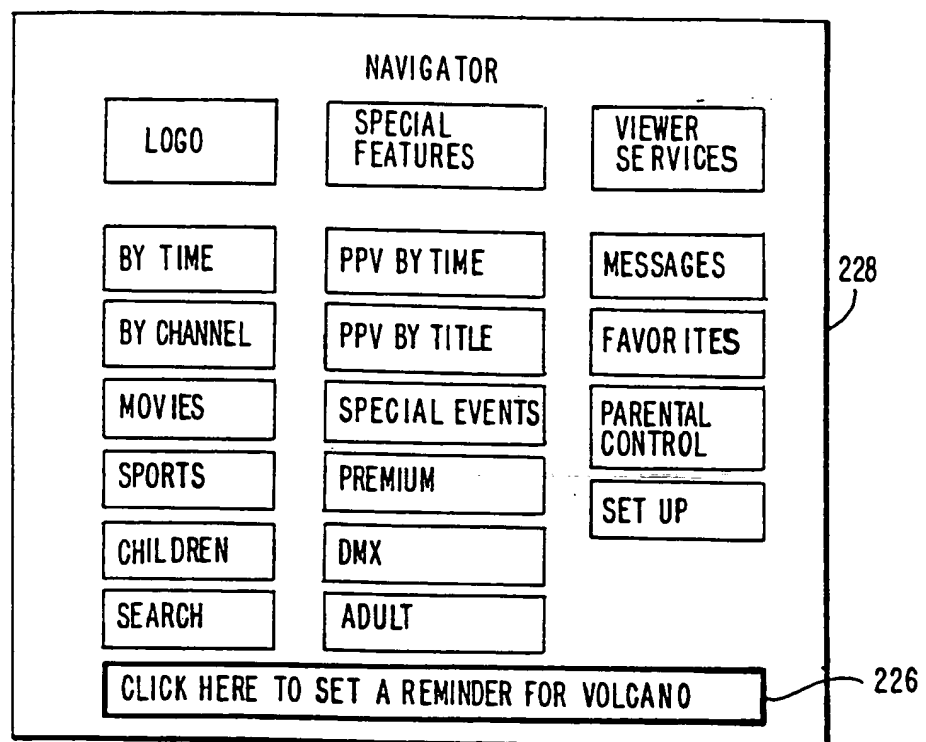 NAVIGATOR
LOGO
SPECIAL
FEATURES
VIEWER
SERVICES
BY TIME
PPV BY TIME
MESSAGES
BY CHANNEL
PPV BY TITLE
FAVORITES
MOVIES
SPECIAL EVENTS
PARENTAL
CONTROL
SPORTS
PREMIUM
SET UP
CHILDREN
DMX
SEARCH
ADULT
CLICK HERE TO SET A REMINDER FOR VOLCANO
228
226